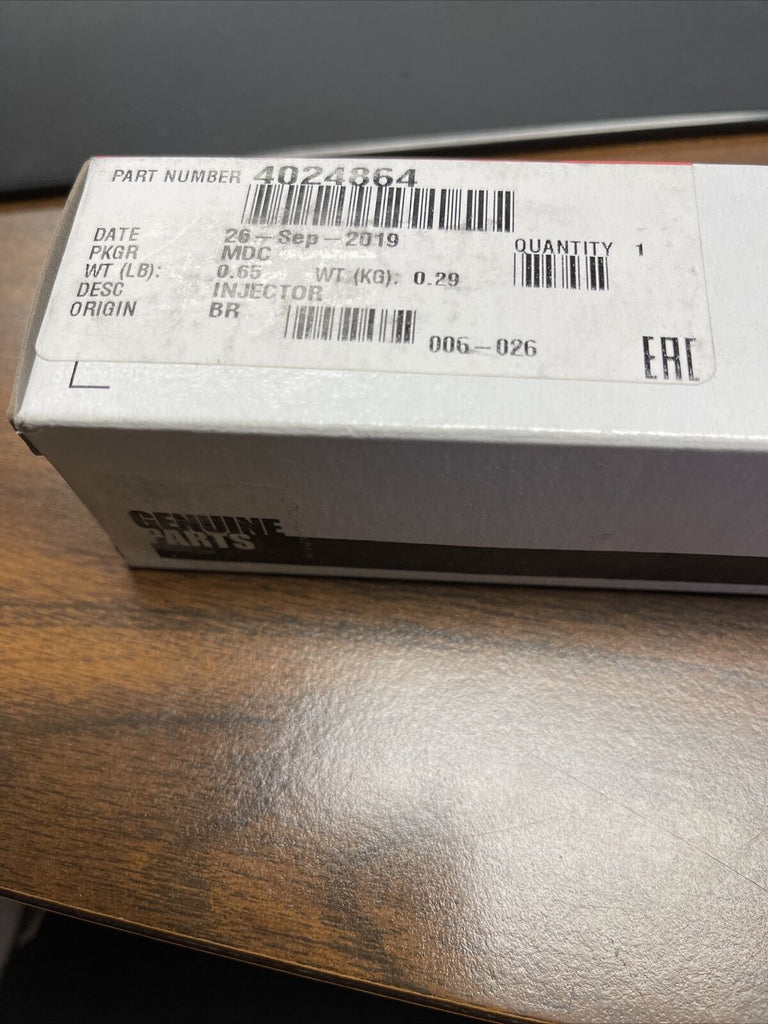 PART NUMBER 4024864
DATE 26-Sep-2019
QUANTITY 1
PKGR MDC
WT (LB): 0.65 WT (KG): 0.29
DESC INJECTOR
ORIGIN BR
006-026
EAC
GENUINE
PARTS